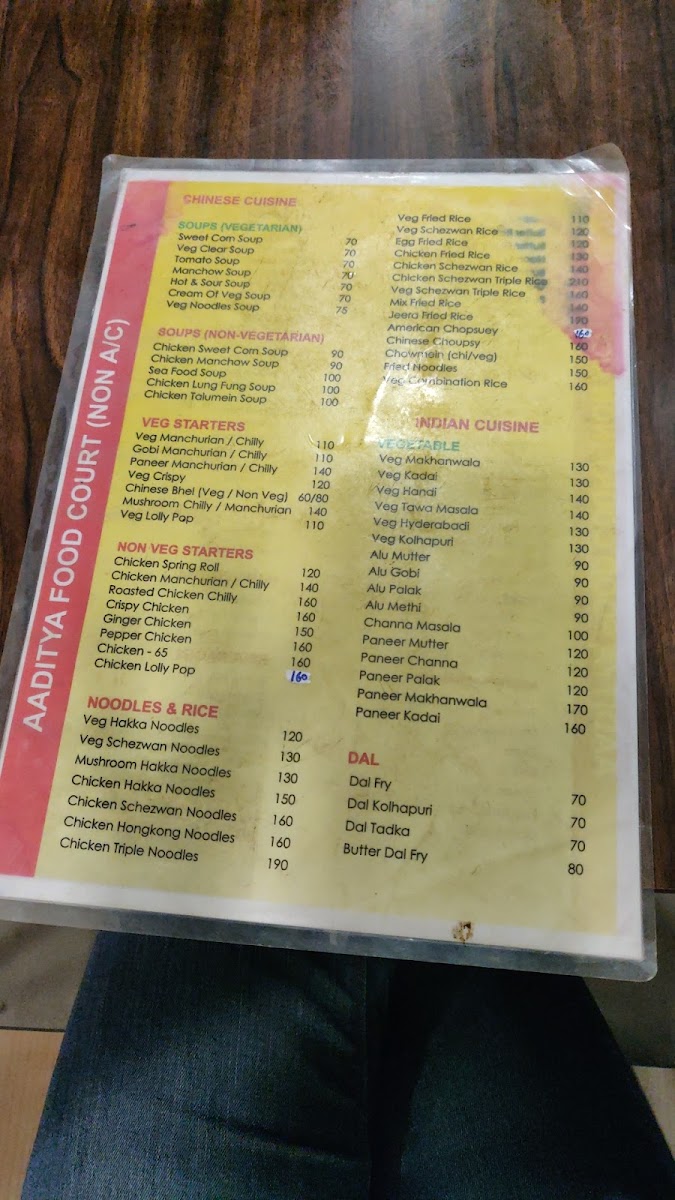 AADITYA FOOD COURT (NON A/C)
CHINESE CUISINE
SOUPS (VEGETARIAN)
Sweet Corn Soup 70
Veg Clear Soup 70
Tomato Soup 70
Manchow Soup 70
Hot & Sour Soup 70
Cream Of Veg Soup 70
Veg Noodles Soup 75
SOUPS (NON-VEGETARIAN)
Chicken Sweet Corn Soup 90
Chicken Manchow Soup 90
Sea Food Soup 100
Chicken Lung Fung Soup 100
Chicken Talumein Soup 100
VEG STARTERS
Veg Manchurian / Chilly 110
Gobi Manchurian / Chilly 110
Paneer Manchurian / Chilly 140
Veg Crispy 120
Chinese Bhel (Veg / Non Veg) 60/80
Mushroom Chilly / Manchurian 140
Veg Lolly Pop 110
NON VEG STARTERS
Chicken Spring Roll 120
Chicken Manchurian / Chilly 140
Roasted Chicken Chilly 160
Crispy Chicken 160
Ginger Chicken 150
Pepper Chicken 160
Chicken - 65 160
Chicken Lolly Pop 160
NOODLES & RICE
Veg Hakka Noodles 120
Veg Schezwan Noodles 130
Mushroom Hakka Noodles 130
Chicken Hakka Noodles 150
Chicken Schezwan Noodles 160
Chicken Hongkong Noodles 160
Chicken Triple Noodles 190
Veg Fried Rice 110
Veg Schezwan Rice 120
Egg Fried Rice 120
Chicken Fried Rice 130
Chicken Schezwan Rice 140
Chicken Schezwan Triple Rice 210
Veg Schezwan Triple Rice 160
Mix Fried Rice 140
Jeera Fried Rice 190
American Chopsuey 160
Chinese Choupsy 160
Chowmein (chi/veg) 150
Fried Noodles 150
Veg Combination Rice 160
INDIAN CUISINE
VEGETABLE
Veg Makhanwala 130
Veg Kadai 130
Veg Handi 140
Veg Tawa Masala 140
Veg Hyderabadi 130
Veg Kolhapuri 130
Alu Mutter 90
Alu Gobi 90
Alu Palak 90
Alu Methi 90
Channa Masala 100
Paneer Mutter 120
Paneer Channa 120
Paneer Palak 120
Paneer Makhanwala 170
Paneer Kadai 160
DAL
Dal Fry 70
Dal Kolhapuri 70
Dal Tadka 70
Butter Dal Fry 80